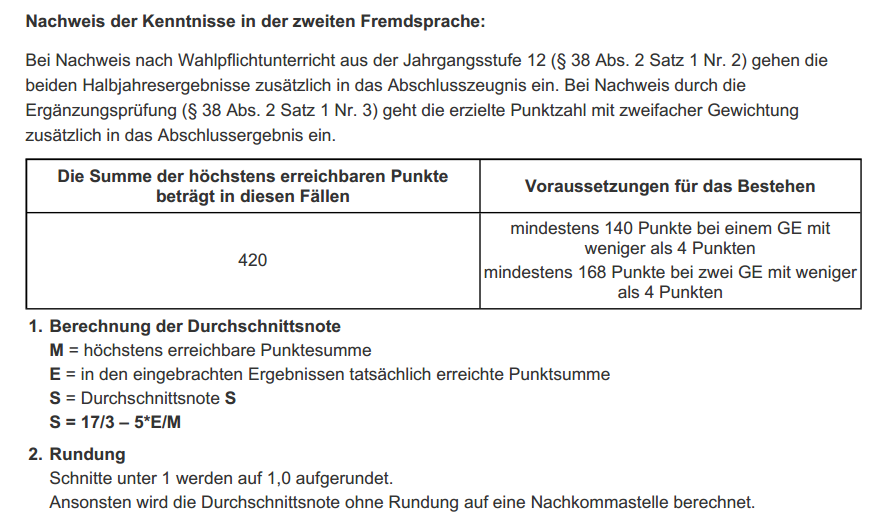 Nachweis der Kenntnisse in der zweiten Fremdsprache:
Bei Nachweis nach Wahlpflichtunterricht aus der Jahrgangsstufe 12 (§ 38 Abs. 2 Satz 1 Nr. 2) gehen die
beiden Halbjahresergebnisse zusätzlich in das Abschlusszeugnis ein. Bei Nachweis durch die
Ergänzungsprüfung (§ 38 Abs. 2 Satz 1 Nr. 3) geht die erzielte Punktzahl mit zweifacher Gewichtung
zusätzlich in das Abschlussergebnis ein.
Die Summe der höchstens erreichbaren Punkte
beträgt in diesen Fällen
Voraussetzungen für das Bestehen
420
mindestens 140 Punkte bei einem GE mit
weniger als 4 Punkten
mindestens 168 Punkte bei zwei GE mit weniger
als 4 Punkten
1. Berechnung der Durchschnittsnote
M = höchstens erreichbare Punktesumme
E = in den eingebrachten Ergebnissen tatsächlich erreichte Punktsumme
S = Durchschnittsnote S
S = 17/3 – 5*E/M
2. Rundung
Schnitte unter 1 werden auf 1,0 aufgerundet.
Ansonsten wird die Durchschnittsnote ohne Rundung auf eine Nachkommastelle berechnet.